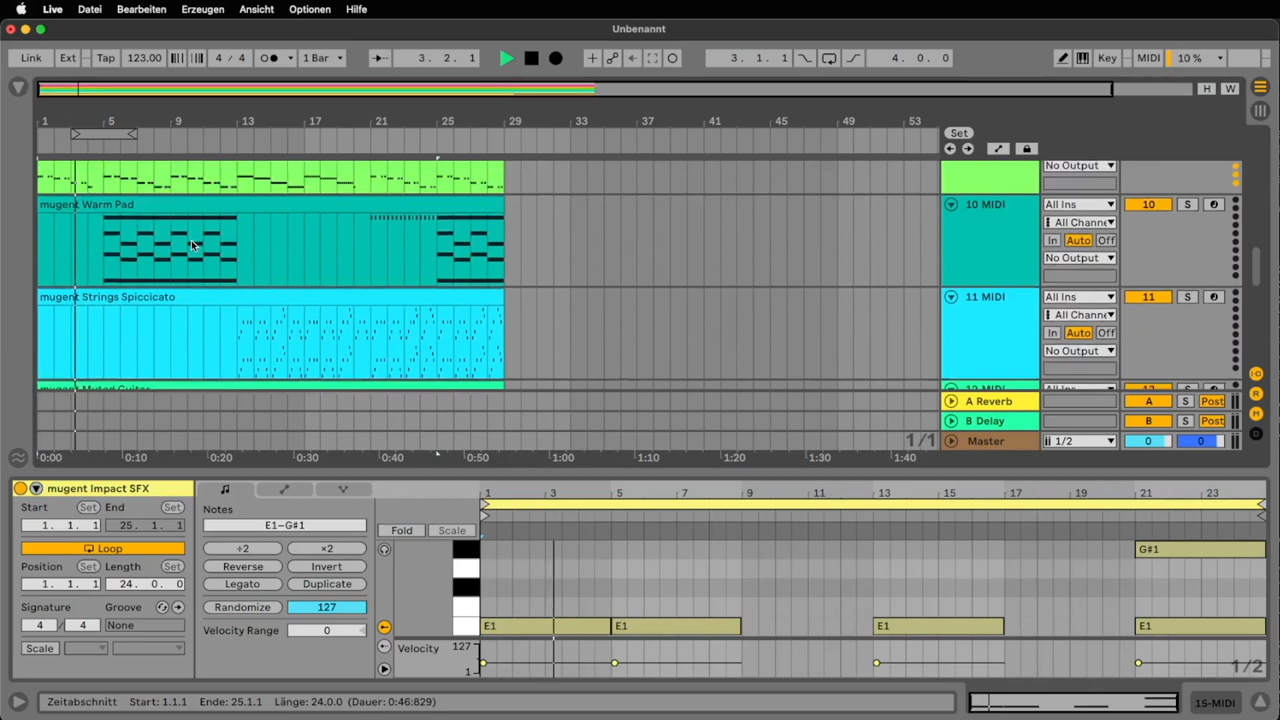 Live Datei Bearbeiten Erzeugen Ansicht Optionen Hilfe
Unbenannt
Link Ext Tap 123.00 4 / 4 1 Bar 3. 2. 1 3. 1. 1 4. 0. 0 Key MIDI 10 %
H W
1 5 9 13 17 21 25 29 33 37 41 45 49 53
Set
No Output
mugent Warm Pad
10 MIDI All Ins 10 S
All Channe
In Auto Off
No Output
mugent Strings Spiccicato
11 MIDI All Ins 11 S
All Channe
In Auto Off
No Output
mugent Muted Guitar
12 MIDI All Ins 12 S
A Reverb A S Post
B Delay B S Post
1/1 Master 1/2 0 0
0:00 0:10 0:20 0:30 0:40 0:50 1:00 1:10 1:20 1:30 1:40
I·O
R
M
D
mugent Impact SFX
Start Set End Set
1. 1. 1 25. 1. 1
Loop
Position Set Length Set
1. 1. 1 24. 0. 0
Signature Groove
4 / 4 None
Scale
Notes
E1–G#1
÷2 ×2
Reverse Invert
Legato Duplicate
Randomize 127
Velocity Range 0
1 3 5 7 9 11 13 15 17 19 21 23
Fold Scale
G#1
E1 E1 E1 E1
Velocity 127
1
1/2
Zeitabschnitt Start: 1.1.1 Ende: 25.1.1 Länge: 24.0.0 (Dauer: 0:46:829)
15-MIDI